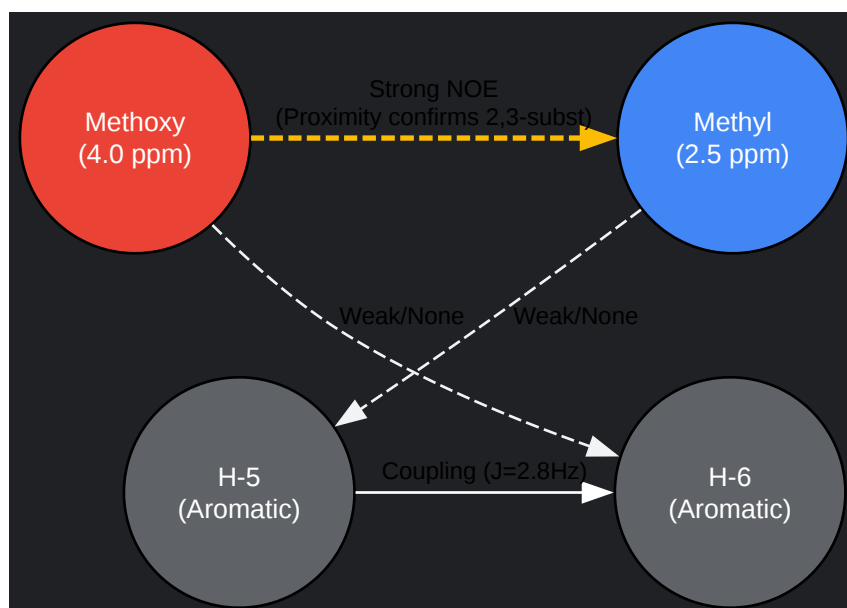 Strong NOE
(Proximity confirms 2,3-subst)
Methoxy
(4.0 ppm)
Methyl
(2.5 ppm)
Weak/None
Weak/None
Coupling (J=2.8Hz)
H-5
(Aromatic)
H-6
(Aromatic)